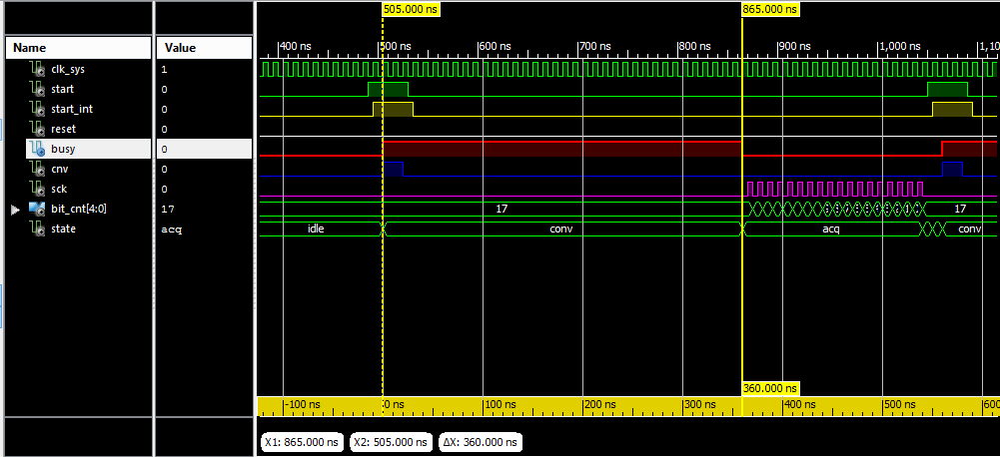 505.000 ns 865.000 ns
Name Value
400 ns 500 ns 600 ns 700 ns 800 ns 900 ns 1,000 ns 1,10
clk_sys 1
start 0
start_int 0
reset 0
busy 0
cnv 0
sck 0
bit_cnt[4:0] 17 17 17
state acq idle conv acq conv
360.000 ns
-100 ns 0 ns 100 ns 200 ns 300 ns 400 ns 500 ns 600
X1: 865.000 ns X2: 505.000 ns ΔX: 360.000 ns